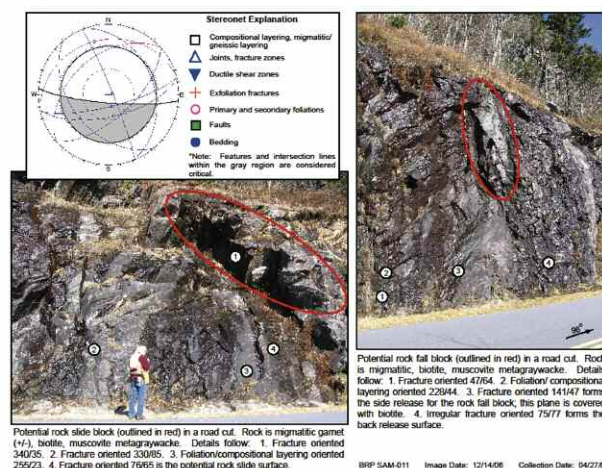 Stereonet Explanation
Compositional layering, migmatitic/
gneissic layering
Joints, fracture zones
Ductile shear zones
Exfoliation fractures
Primary and secondary foliations
Faults
Bedding
*Note: Features and intersection lines
within the gray region are considered
critical.
N
W
E
S
1
2
3
4
Potential rock slide block (outlined in red) in a road cut. Rock is migmatitic garnet
(+/-), biotite, muscovite metagraywacke. Details follow: 1. Fracture oriented
340/35. 2. Fracture oriented 330/85. 3. Foliation/compositional layering oriented
255/23. 4. Fracture oriented 76/65 is the potential rock slide surface.
2
1
3
4
96°
Potential rock fall block (outlined in red) in a road cut. Rock
is migmatitic, biotite, muscovite metagraywacke. Details
follow: 1. Fracture oriented 47/64. 2. Foliation/ compositional
layering oriented 228/44. 3. Fracture oriented 141/47 forms
the side release for the rock fall block; this plane is covered
with biotite. 4. Irregular fracture oriented 75/77 forms the
back release surface.
BRP SAM-011 Image Date: 12/14/06 Collection Date: